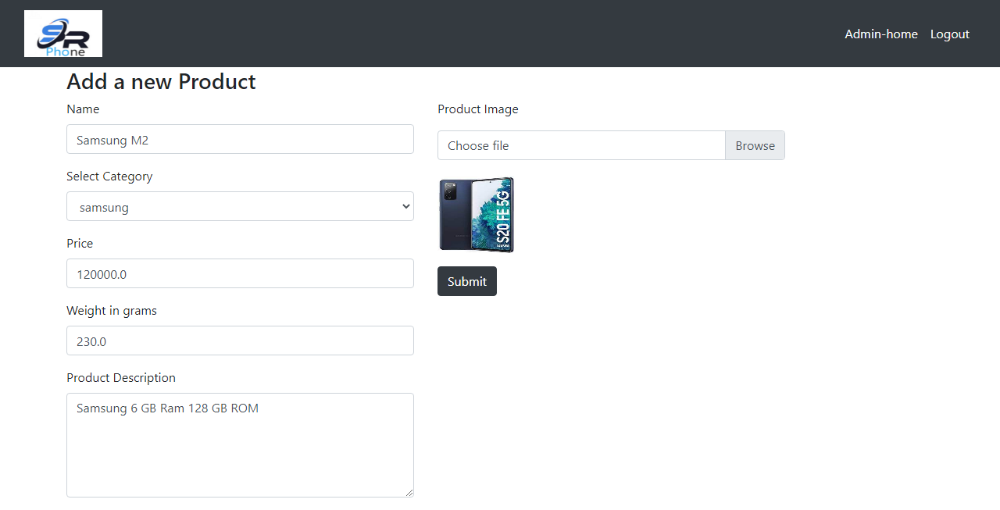 SR
Phone
Admin-home Logout
Add a new Product
Name
Samsung M2
Select Category
samsung
Price
120000.0
Weight in grams
230.0
Product Description
Samsung 6 GB Ram 128 GB ROM
Product Image
Choose file Browse
S20 FE 5G
Submit